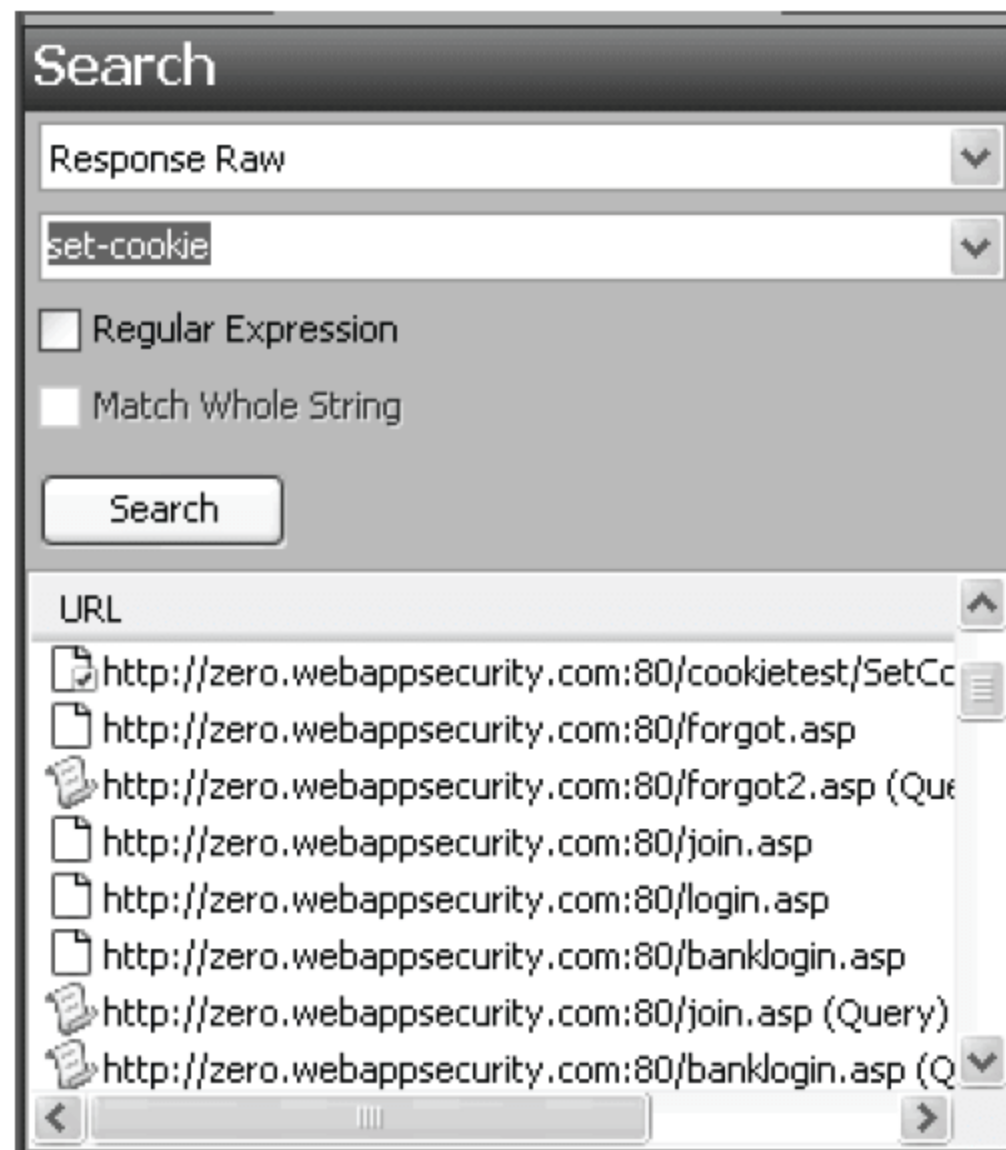 Search
Response Raw
set-cookie
Regular Expression
Match Whole String
Search
URL
http://zero.webappsecurity.com:80/cookietest/SetCc
http://zero.webappsecurity.com:80/forgot.asp
http://zero.webappsecurity.com:80/forgot2.asp (Que
http://zero.webappsecurity.com:80/join.asp
http://zero.webappsecurity.com:80/login.asp
http://zero.webappsecurity.com:80/banklogin.asp
http://zero.webappsecurity.com:80/join.asp (Query)
http://zero.webappsecurity.com:80/banklogin.asp (Q